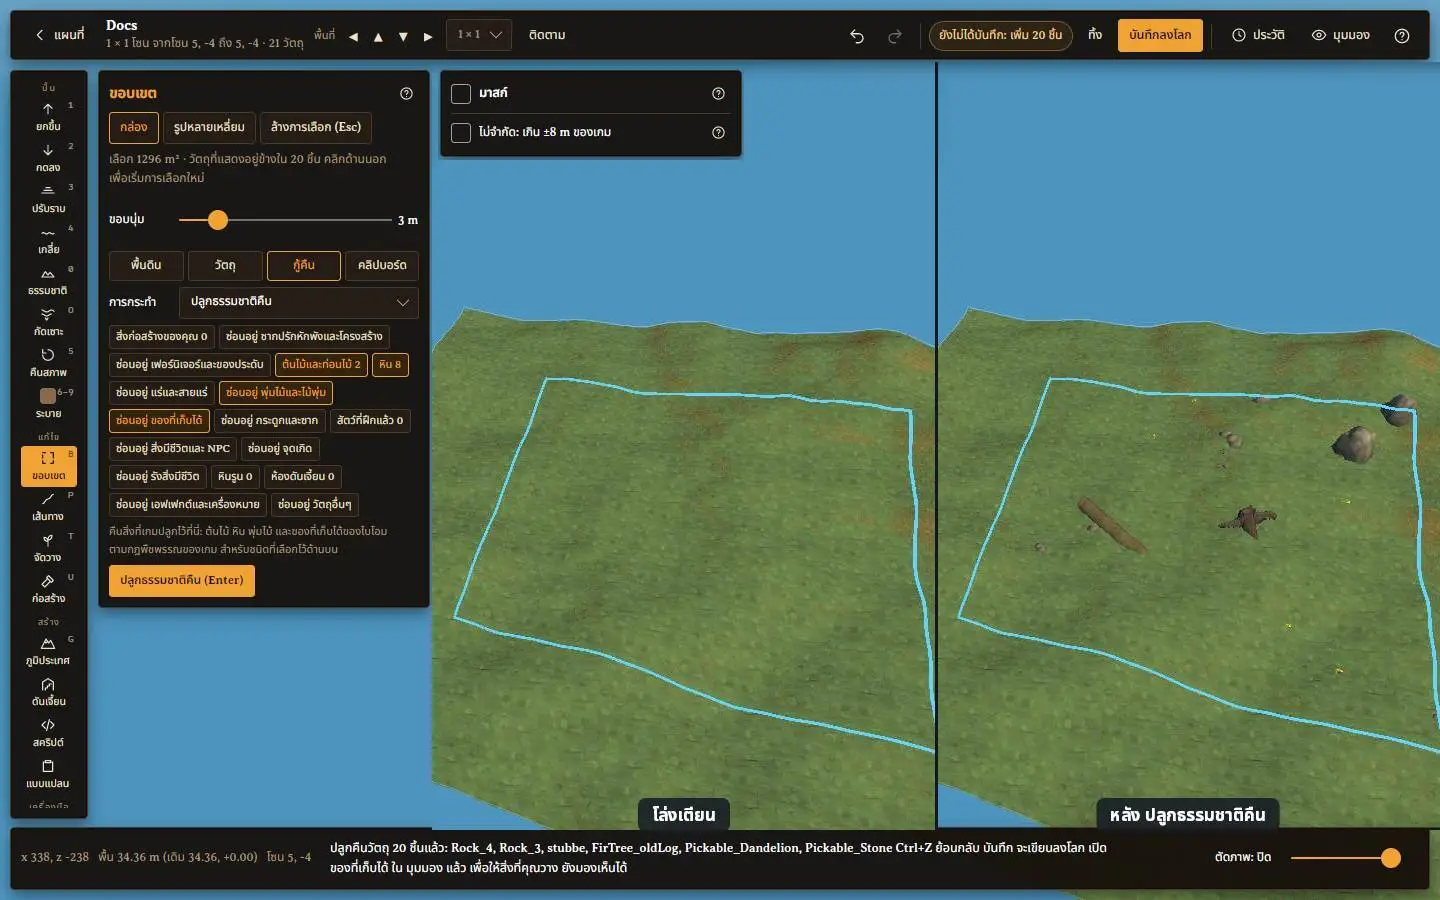 แผนที่
Docs
1 × 1 โซน จากโซน 5, -4 ถึง 5, -4 · 21 วัตถุ
พื้นที่
◀ ▲ ▼ ▶
1 × 1
ติดตาม
ยังไม่ได้บันทึก: เพิ่ม 20 ชิ้น
ทิ้ง
บันทึกลงโลก
ประวัติ
มุมมอง
ปั้น
1
ยกขึ้น
2
กดลง
3
ปรับราบ
4
เกลี่ย
0
ธรรมชาติ
O
กัดเซาะ
5
คืนสภาพ
6–9
ระบาย
แก้ไข
B
ขอบเขต
P
เส้นทาง
T
จัดวาง
U
ก่อสร้าง
สร้าง
G
ภูมิประเทศ
ดันเจี้ยน
สคริปต์
แบบแปลน
เครื่องมือ
ขอบเขต
กล่อง
รูปหลายเหลี่ยม
ล้างการเลือก (Esc)
เลือก 1296 m² · วัตถุที่แสดงอยู่ข้างใน 20 ชิ้น คลิกด้านนอก
เพื่อเริ่มการเลือกใหม่
ขอบนุ่ม
3 m
พื้นดิน
วัตถุ
กู้คืน
คลิปบอร์ด
การกระทำ
ปลูกธรรมชาติคืน
สิ่งก่อสร้างของคุณ 0
ซ่อนอยู่ ซากปรักหักพังและโครงสร้าง
ซ่อนอยู่ เฟอร์นิเจอร์และของประดับ
ต้นไม้และท่อนไม้ 2
หิน 8
ซ่อนอยู่ แร่และสายแร่
ซ่อนอยู่ พุ่มไม้และไม้พุ่ม
ซ่อนอยู่ ของที่เก็บได้
ซ่อนอยู่ กระดูกและซาก
สัตว์ที่ฝึกแล้ว 0
ซ่อนอยู่ สิ่งมีชีวิตและ NPC
ซ่อนอยู่ จุดเกิด
ซ่อนอยู่ รังสิ่งมีชีวิต
หินรูน 0
ห้องดันเจี้ยน 0
ซ่อนอยู่ เอฟเฟกต์และเครื่องหมาย
ซ่อนอยู่ วัตถุอื่นๆ
คืนสิ่งที่เกมปลูกไว้ที่นี่: ต้นไม้ หิน พุ่มไม้ และของที่เก็บได้ของไบโอม
ตามกฎพืชพรรณของเกม สำหรับชนิดที่เลือกไว้ด้านบน
ปลูกธรรมชาติคืน (Enter)
มาสก์
ไม่จำกัด: เกิน ±8 m ของเกม
โล่งเตียน
หลัง ปลูกธรรมชาติคืน
x 338, z -238
พื้น 34.36 m (เดิม 34.36, +0.00)
โซน 5, -4
ปลูกคืนวัตถุ 20 ชิ้นแล้ว: Rock_4, Rock_3, stubbe, FirTree_oldLog, Pickable_Dandelion, Pickable_Stone Ctrl+Z ย้อนกลับ บันทึก จะเขียนลงโลก เปิด
ของที่เก็บได้ ใน มุมมอง แล้ว เพื่อให้สิ่งที่คุณวาง ยังมองเห็นได้
ตัดภาพ: ปิด